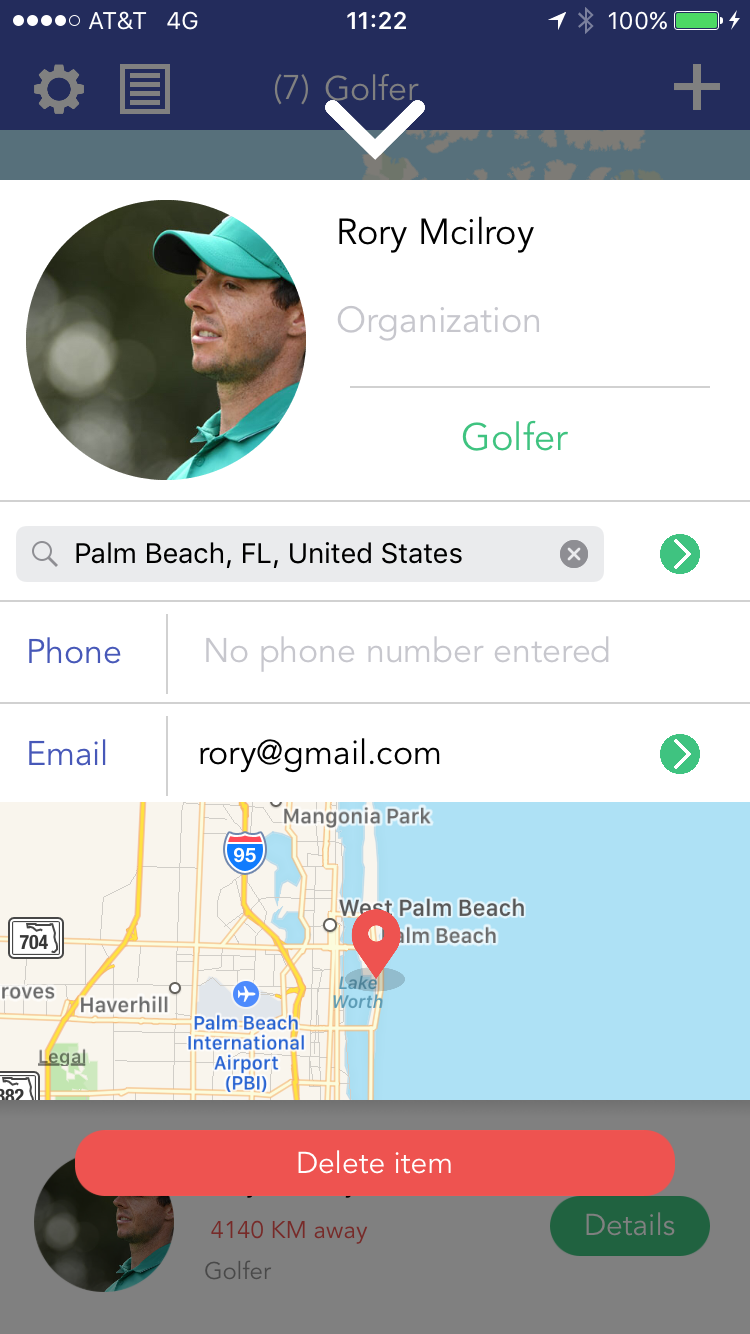 AT&T 4G 11:22 100%
(7) Golfer
Rory Mcilroy
Organization
Golfer
Palm Beach, FL, United States
Phone No phone number entered
Email rory@gmail.com
Mangonia Park
95
West Palm Beach
alm Beach
704
Lake
Worth
roves
Haverhill
Palm Beach
International
Airport
(PBI)
Legal
882
Delete item
4140 KM away
Details
Golfer